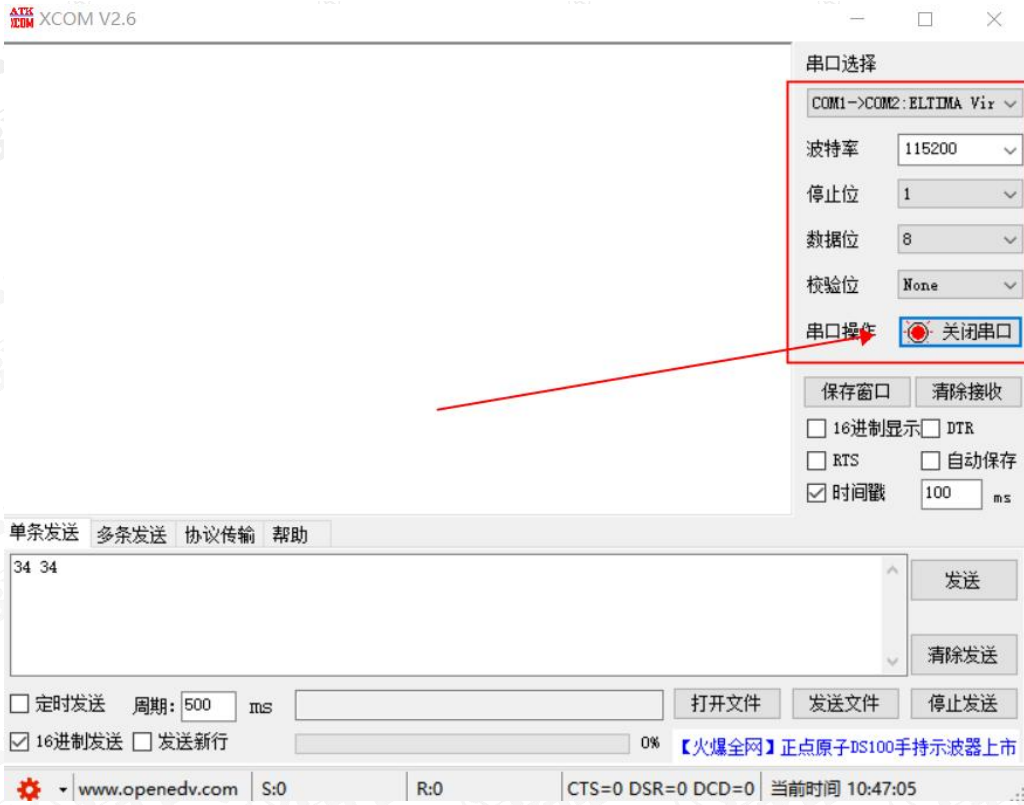 ATK XCOM XCOM V2.6
串口选择
COM1->COM2:ELTIMA Vir
波特率 115200
停止位 1
数据位 8
校验位 None
串口操作 关闭串口
保存窗口 清除接收
16进制显示 DTR
RTS 自动保存
时间戳 100 ms
单条发送 多条发送 协议传输 帮助
34 34
发送
清除发送
定时发送 周期: 500 ms 打开文件 发送文件 停止发送
16进制发送 发送新行 0% 【火爆全网】正点原子DS100手持示波器上市
www.openedv.com S:0 R:0 CTS=0 DSR=0 DCD=0 当前时间 10:47:05